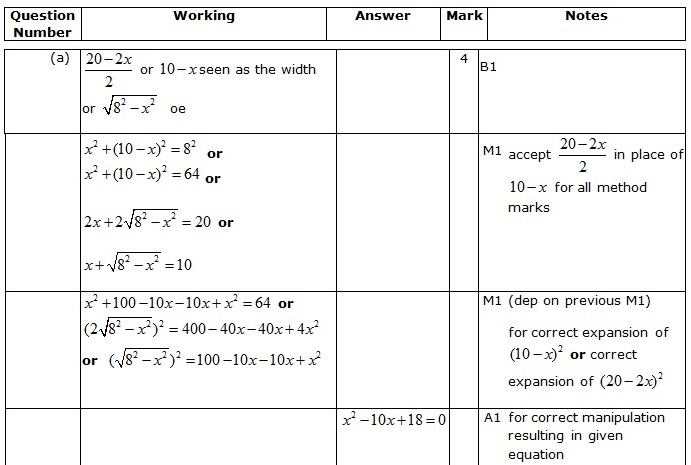 Question Number Working Answer Mark Notes
(a) (20−2x)/2 or 10−x seen as the width 4 B1
or √(8²−x²) oe
x²+(10−x)²=8² or M1 accept (20−2x)/2 in place of
x²+(10−x)²=64 or 10−x for all method
marks
2x+2√(8²−x²)=20 or
x+√(8²−x²)=10
x²+100−10x−10x+x²=64 or M1 (dep on previous M1)
(2√(8²−x²))²=400−40x−40x+4x² for correct expansion of
or (√(8²−x²))²=100−10x−10x+x² (10−x)² or correct
expansion of (20−2x)²
x²−10x+18=0 A1 for correct manipulation
resulting in given
equation